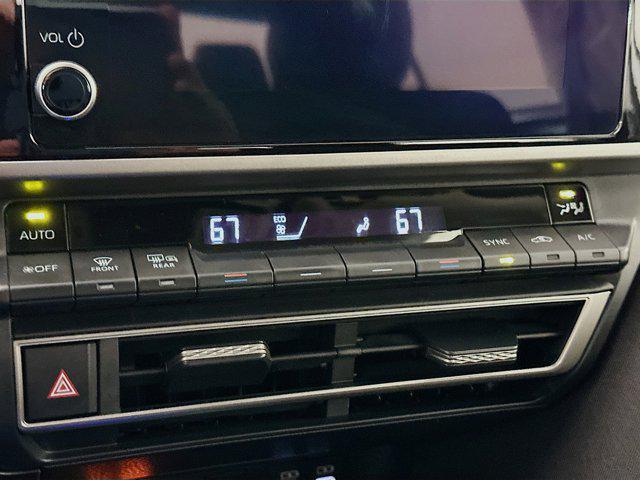 VOL
AUTO
67 ECO 67
OFF FRONT REAR SYNC A/C